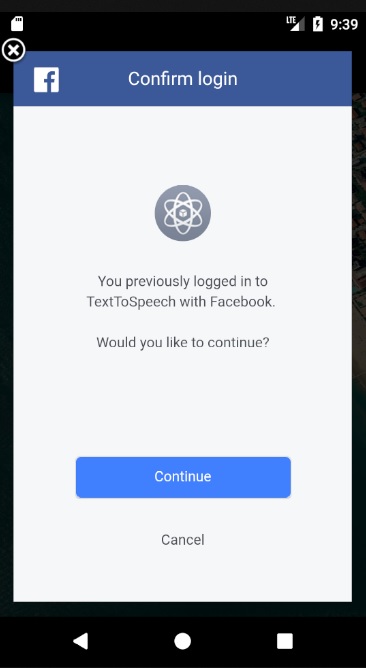 LTE 9:39
Confirm login
You previously logged in to
TextToSpeech with Facebook.
Would you like to continue?
Continue
Cancel